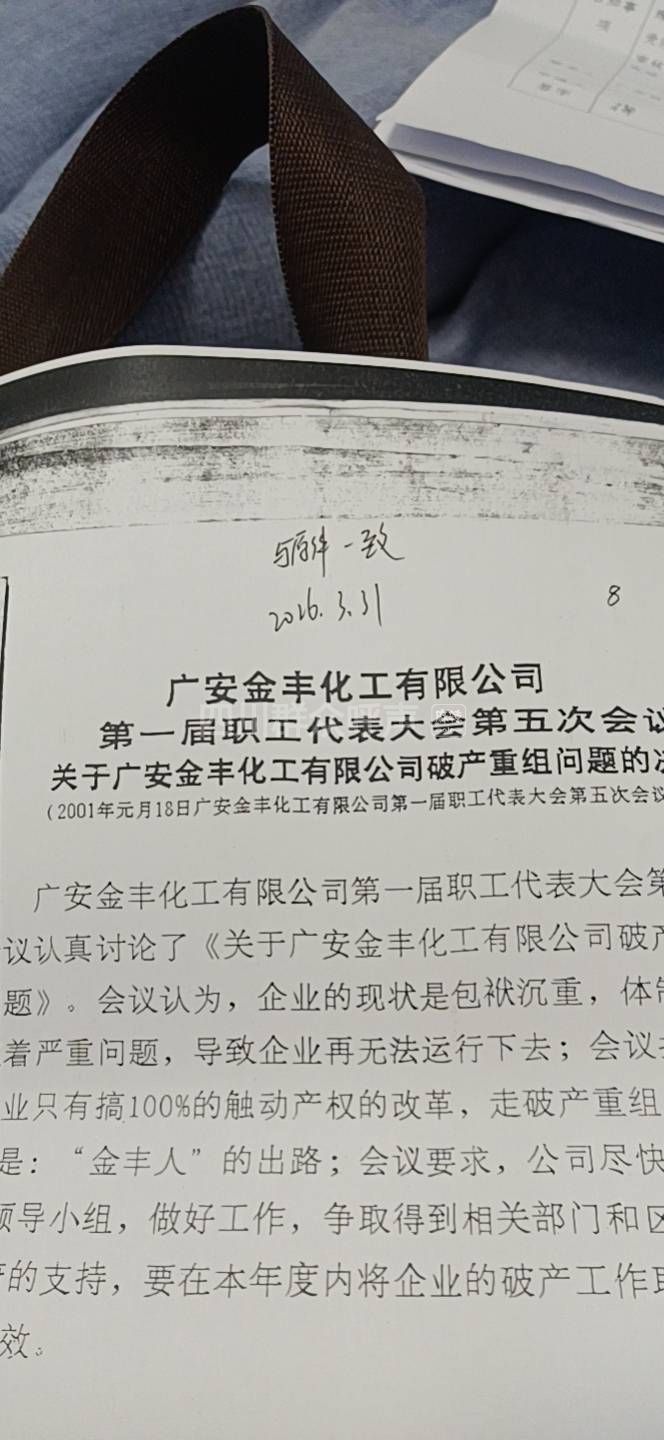 与原件一致
2026.3.31
8
广安金丰化工有限公司
第一届职工代表大会第五次会议
关于广安金丰化工有限公司破产重组问题的决
(2001年元月18日广安金丰化工有限公司第一届职工代表大会第五次会议
广安金丰化工有限公司第一届职工代表大会第
议认真讨论了《关于广安金丰化工有限公司破产
题》。会议认为,企业的现状是包袱沉重,体制
着严重问题,导致企业再无法运行下去;会议
业只有搞100%的触动产权的改革,走破产重组
是:“金丰人”的出路;会议要求,公司尽快
领导小组,做好工作,争取得到相关部门和区
的支持,要在本年度内将企业的破产工作取
效。